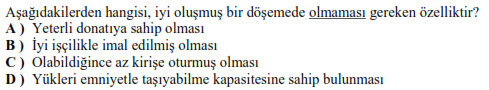 Aşağıdakilerden hangisi, iyi oluşmuş bir döşemede olmaması gereken özelliktir?
A ) Yeterli donatıya sahip olması
B ) İyi işçilikle imal edilmiş olması
C ) Olabildiğince az kirişe oturmuş olması
D ) Yükleri emniyetle taşıyabilme kapasitesine sahip bulunması